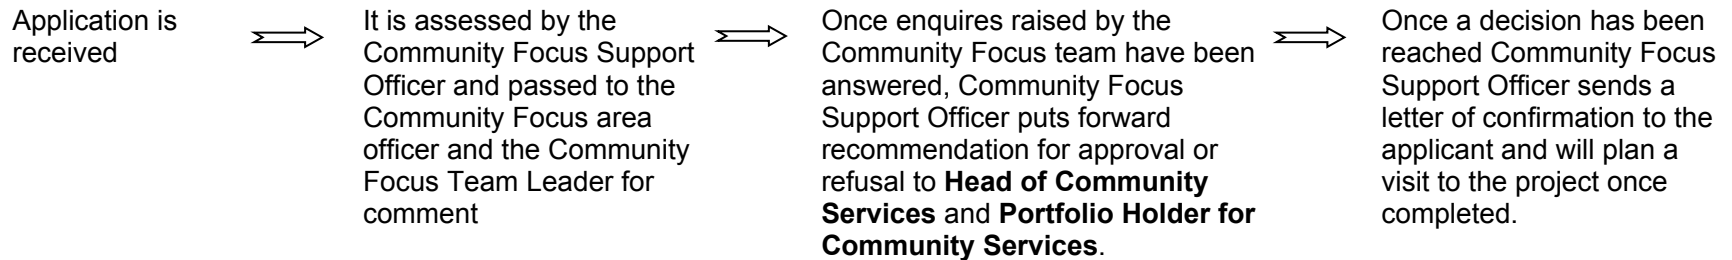 Application is
received
It is assessed by the
Community Focus Support
Officer and passed to the
Community Focus area
officer and the Community
Focus Team Leader for
comment
Once enquires raised by the
Community Focus team have been
answered, Community Focus
Support Officer puts forward
recommendation for approval or
refusal to Head of Community
Services and Portfolio Holder for
Community Services.
Once a decision has been
reached Community Focus
Support Officer sends a
letter of confirmation to the
applicant and will plan a
visit to the project once
completed.